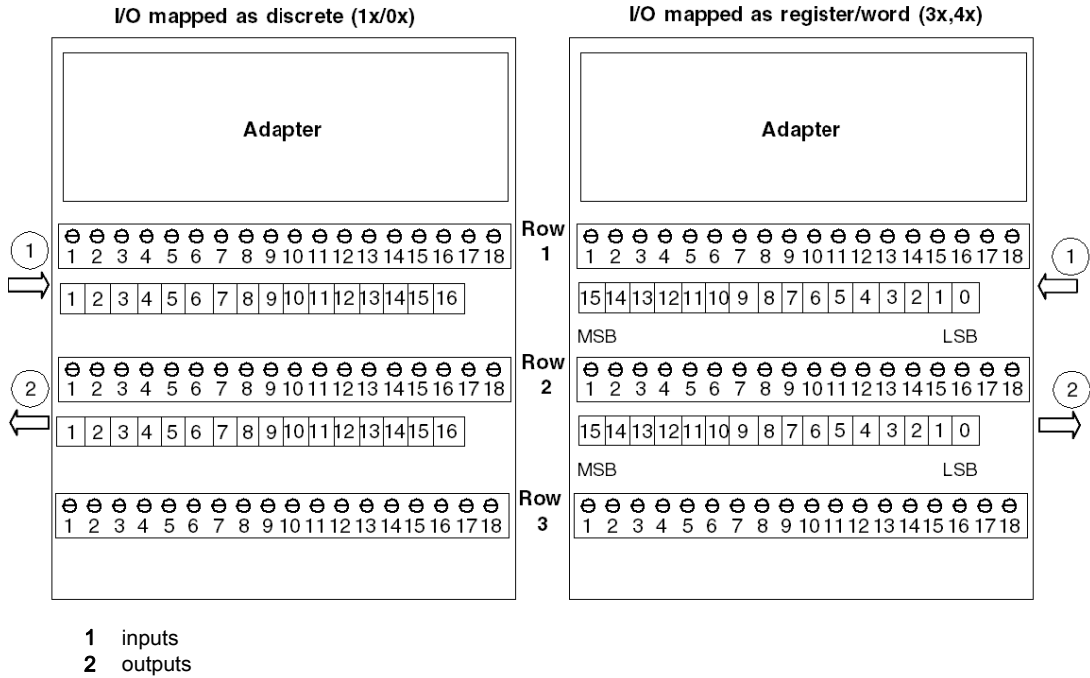 I/O mapped as discrete (1x/0x)
I/O mapped as register/word (3x,4x)
Adapter
Adapter
1
1 2 3 4 5 6 7 8 9 10 11 12 13 14 15 16 17 18
Row
1
1 2 3 4 5 6 7 8 9 10 11 12 13 14 15 16 17 18
1
1 2 3 4 5 6 7 8 9 10 11 12 13 14 15 16
15 14 13 12 11 10 9 8 7 6 5 4 3 2 1 0
MSB
LSB
2
1 2 3 4 5 6 7 8 9 10 11 12 13 14 15 16 17 18
Row
2
1 2 3 4 5 6 7 8 9 10 11 12 13 14 15 16 17 18
2
1 2 3 4 5 6 7 8 9 10 11 12 13 14 15 16
15 14 13 12 11 10 9 8 7 6 5 4 3 2 1 0
MSB
LSB
1 2 3 4 5 6 7 8 9 10 11 12 13 14 15 16 17 18
Row
3
1 2 3 4 5 6 7 8 9 10 11 12 13 14 15 16 17 18
1 inputs
2 outputs